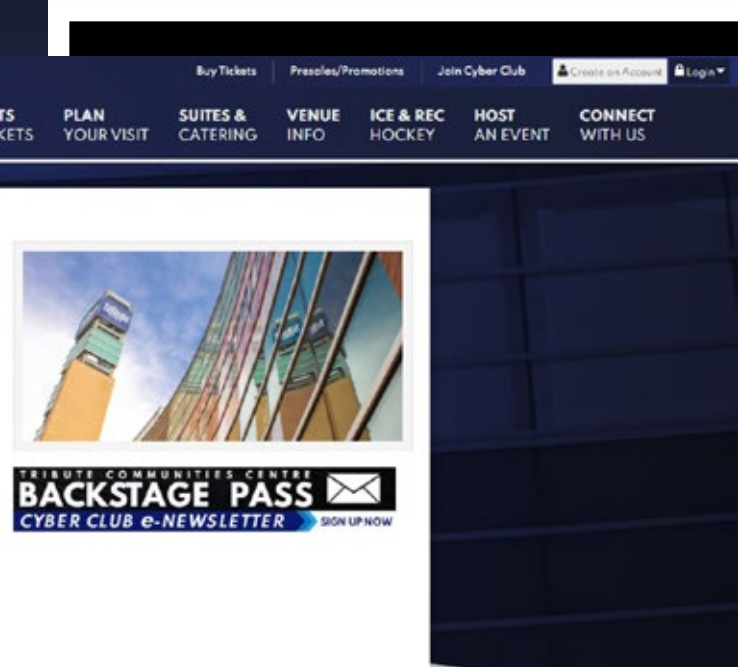 Buy Tickets
Presales/Promotions
Join Cyber Club
Create an Account
Login
TS
KETS
PLAN
YOUR VISIT
SUITES &
CATERING
VENUE
INFO
ICE & REC
HOCKEY
HOST
AN EVENT
CONNECT
WITH US
TRIBUTE COMMUNITIES CENTRE
BACKSTAGE PASS
CYBER CLUB e-NEWSLETTER
SIGN UP NOW